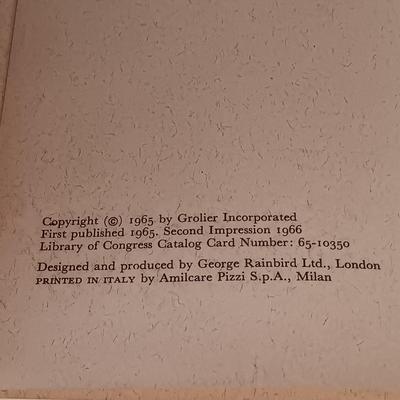 Copyright (©) 1965 by Grolier Incorporated
First published 1965. Second Impression 1966
Library of Congress Catalog Card Number: 65-10350
Designed and produced by George Rainbird Ltd., London
PRINTED IN ITALY by Amilcare Pizzi S.p.A., Milan